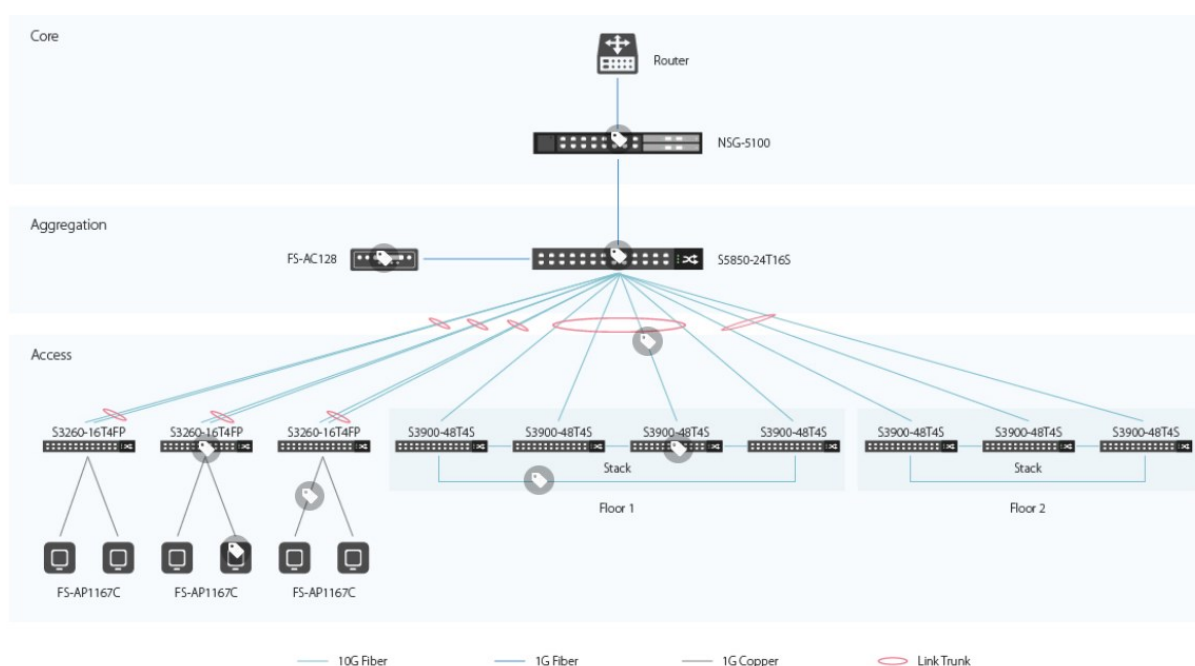 Core
Router
NSG-5100
Aggregation
FS-AC128
S5850-24T16S
Access
S3260-16T4FP S3260-16T4FP S3260-16T4FP S3900-48T4S S3900-48T4S S3900-48T4S S3900-48T4S S3900-48T4S S3900-48T4S S3900-48T4S
Stack Stack
Floor 1 Floor 2
FS-AP1167C FS-AP1167C FS-AP1167C
10G Fiber 1G Fiber 1G Copper Link Trunk